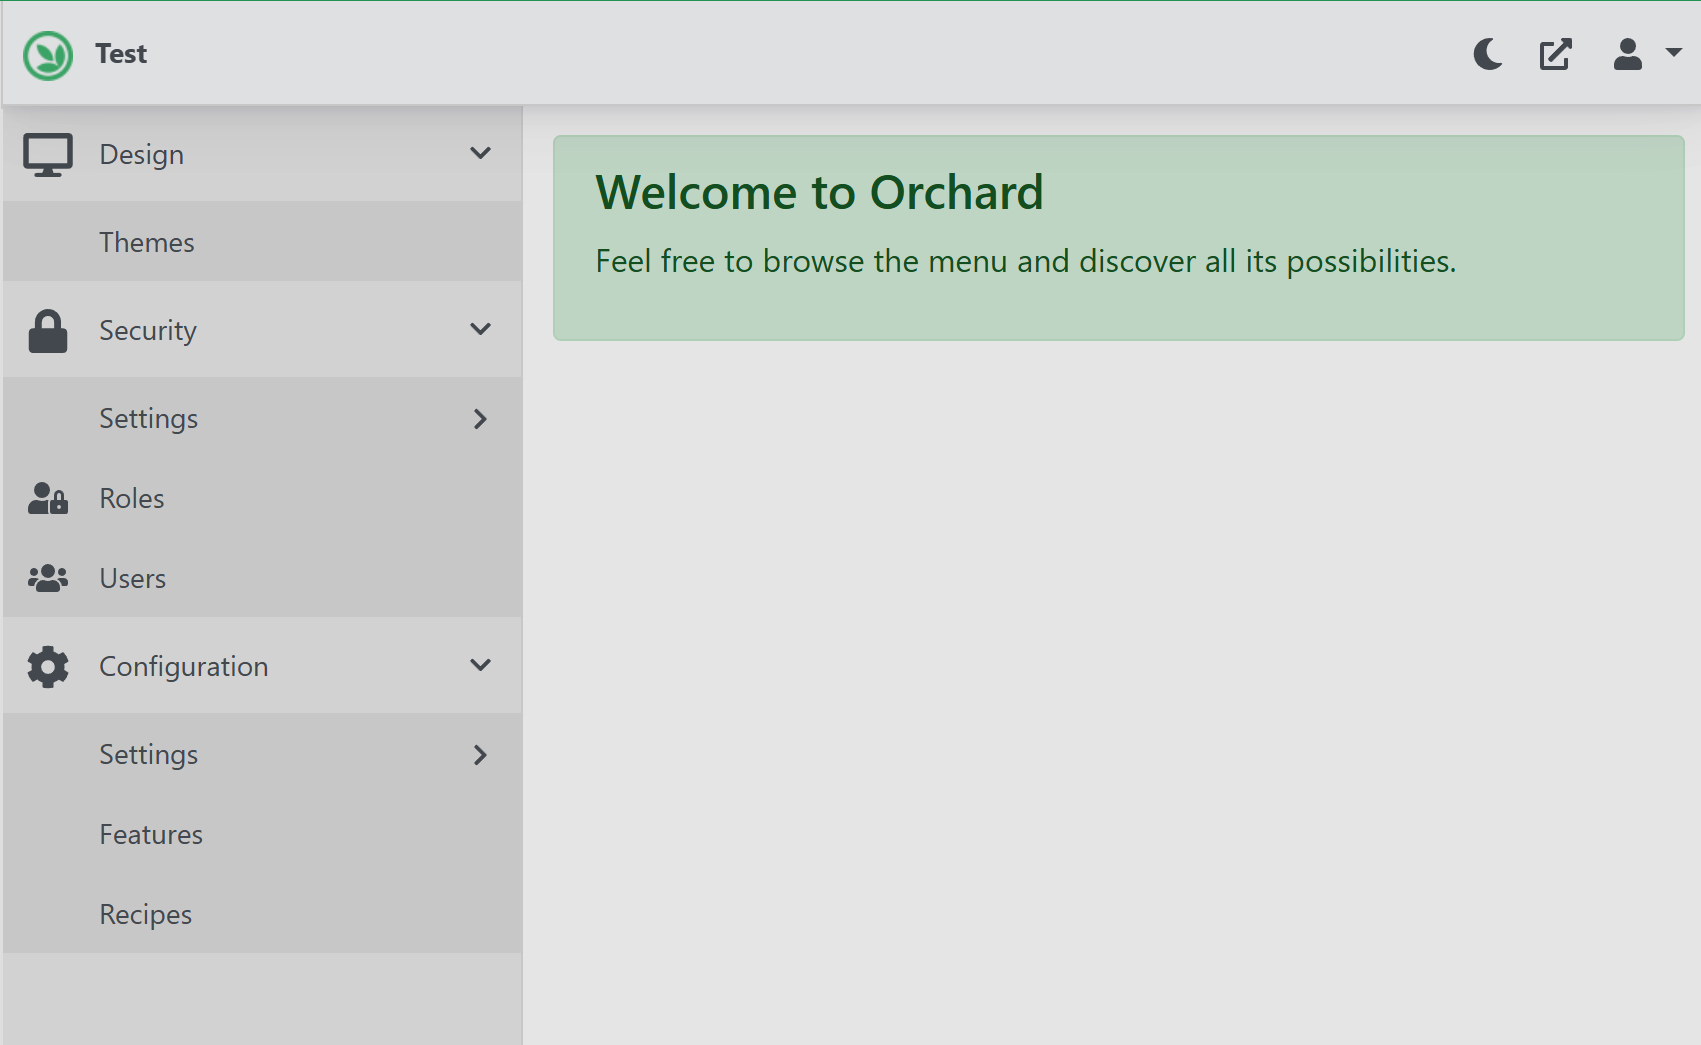 Test
Design
Themes
Security
Settings
Roles
Users
Configuration
Settings
Features
Recipes
Welcome to Orchard
Feel free to browse the menu and discover all its possibilities.